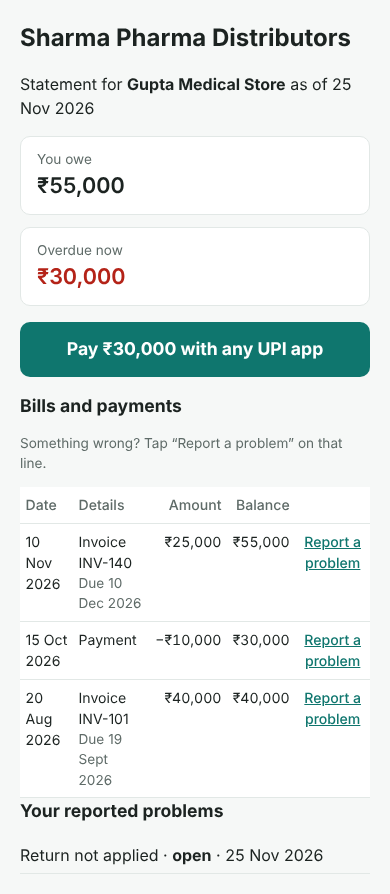 Sharma Pharma Distributors
Statement for Gupta Medical Store as of 25
Nov 2026
You owe
₹55,000
Overdue now
₹30,000
Pay ₹30,000 with any UPI app
Bills and payments
Something wrong? Tap “Report a problem” on that
line.
Date Details Amount Balance
10 Invoice ₹25,000 ₹55,000 Report a
Nov INV-140 problem
2026 Due 10
Dec 2026
15 Oct Payment −₹10,000 ₹30,000 Report a
2026 problem
20 Invoice ₹40,000 ₹40,000 Report a
Aug INV-101 problem
2026 Due 19
Sept
2026
Your reported problems
Return not applied · open · 25 Nov 2026